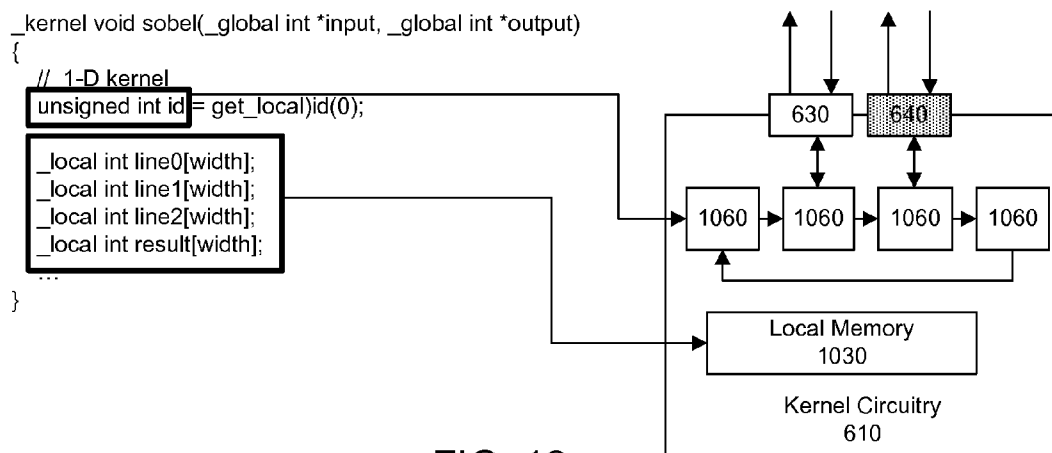 _kernel void sobel(_global int *input, _global int *output)
{
// 1-D kernel
unsigned int id = get_local)id(0);
_local int line0[width];
_local int line1[width];
_local int line2[width];
_local int result[width];
...
}
630
640
1060
1060
1060
1060
Local Memory
1030
Kernel Circuitry
610